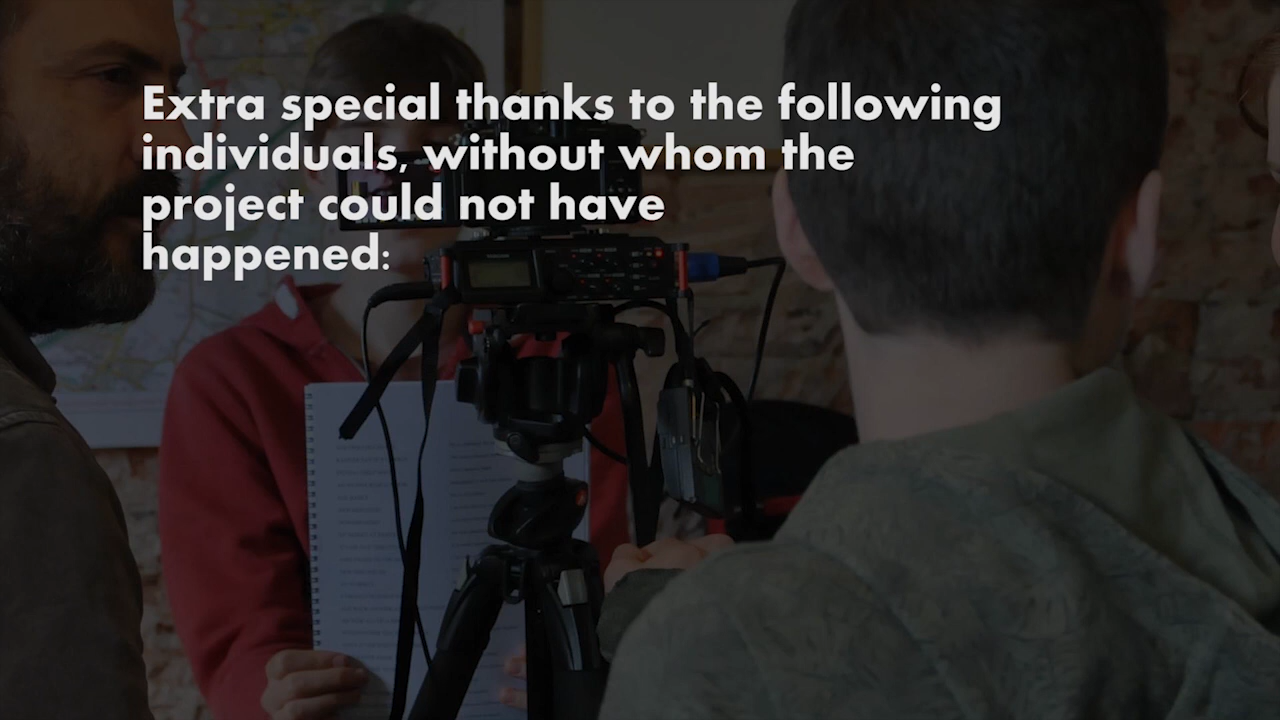 Extra special thanks to the following
individuals, without whom the
project could not have
happened: